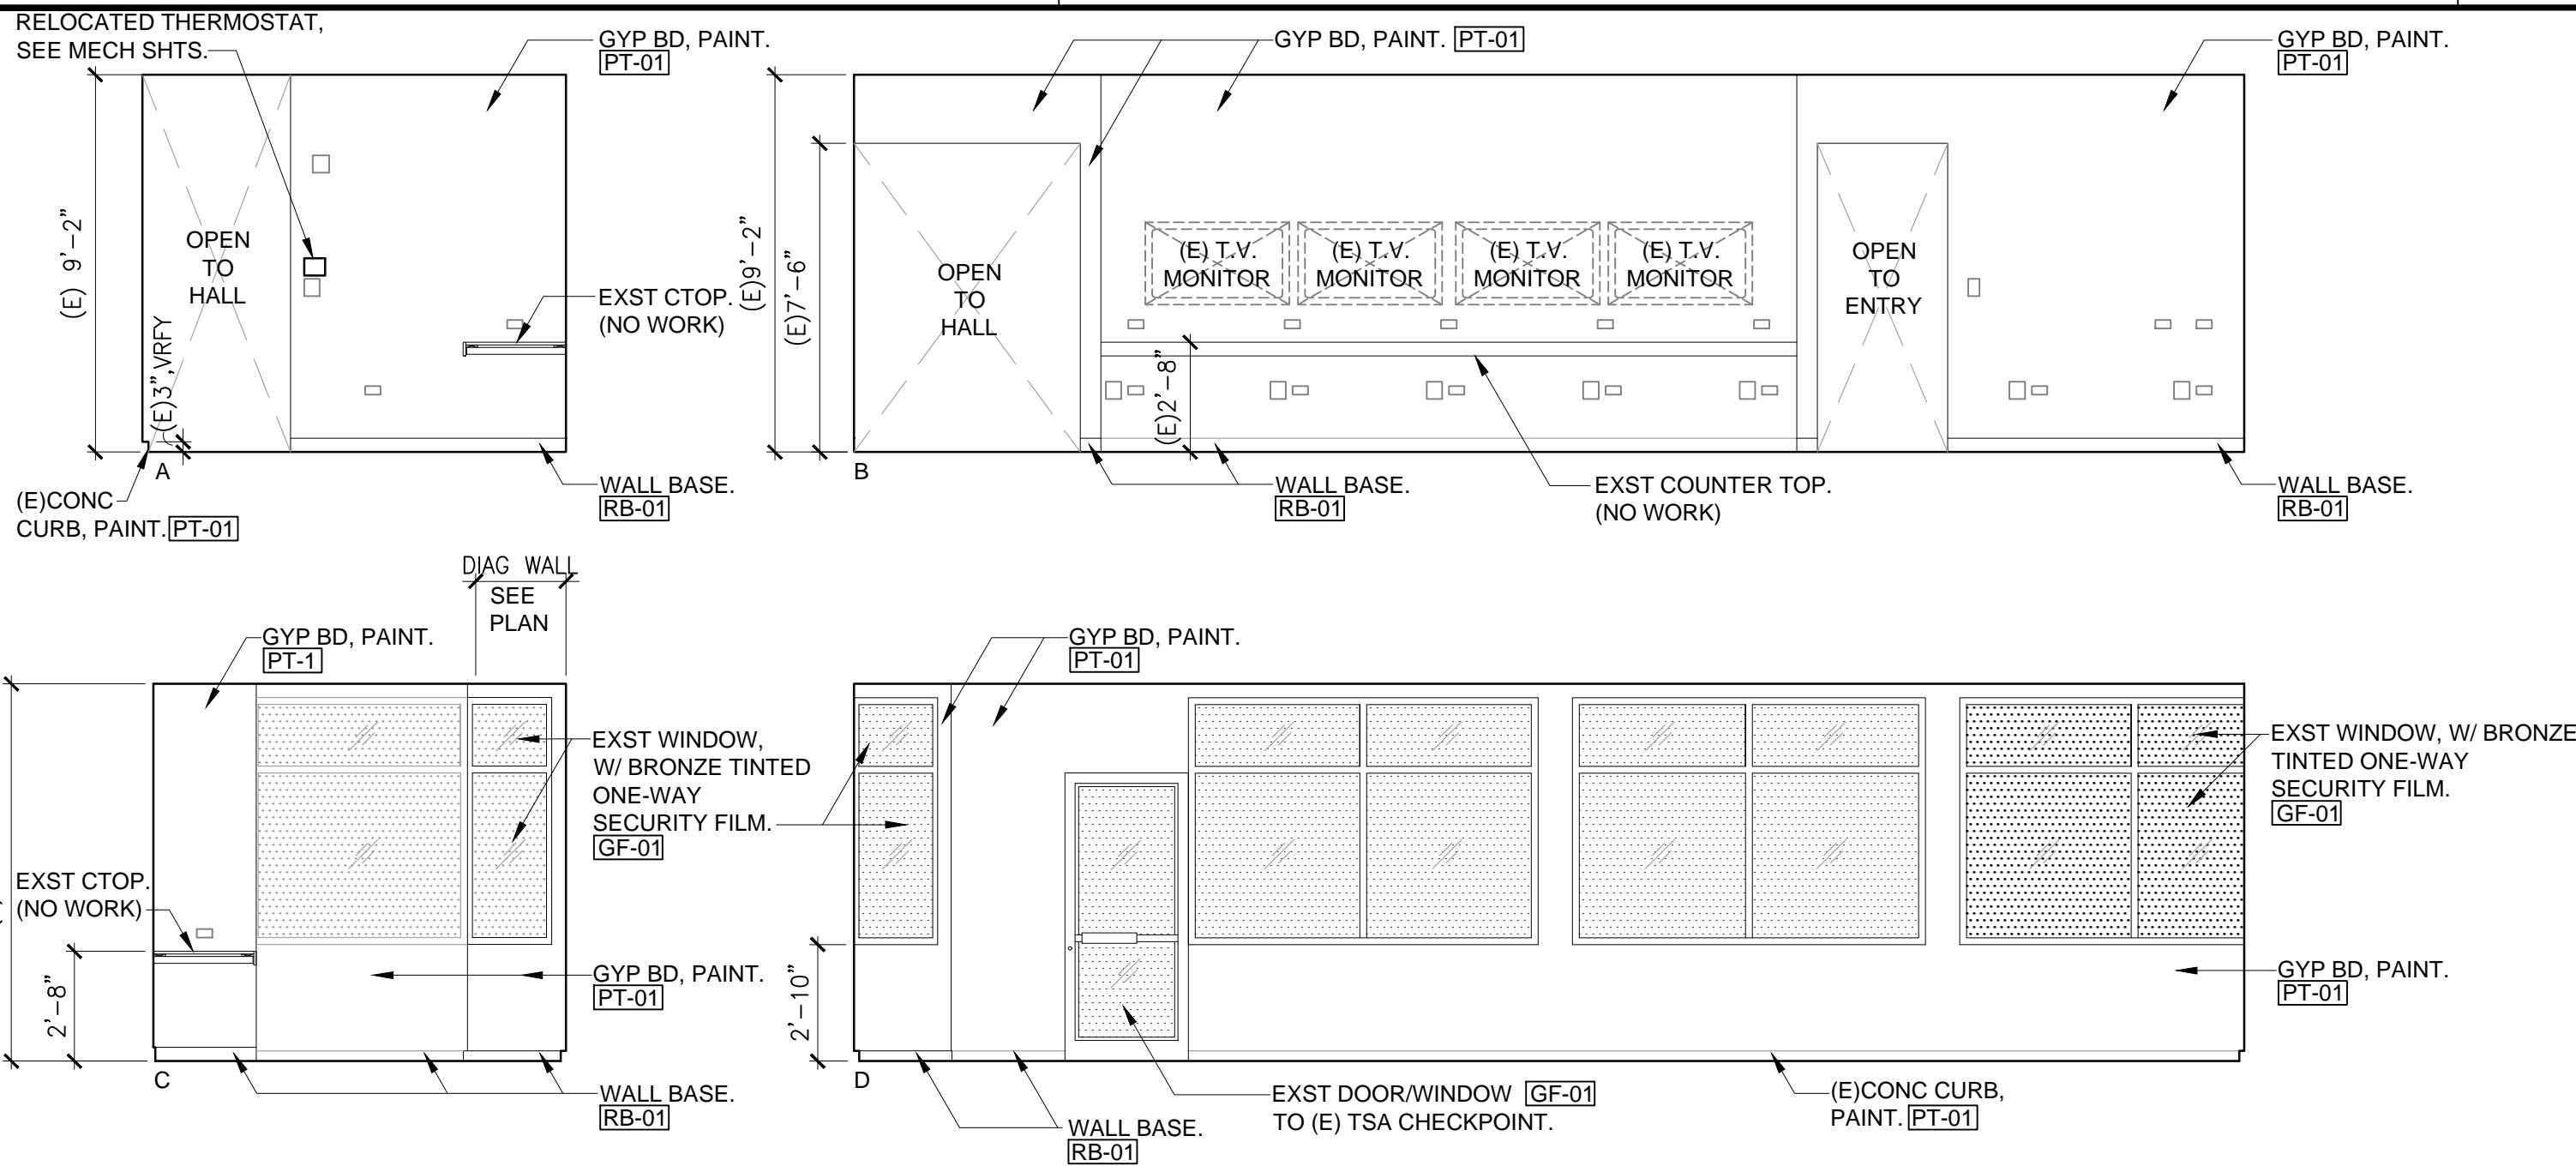 RELOCATED THERMOSTAT,
SEE MECH SHTS.
GYP BD, PAINT.
PT-01
(E) 9'-2"
OPEN
TO
HALL
EXST CTOP.
(NO WORK)
(E)3",VRFY
A
(E)CONC
CURB, PAINT. PT-01
WALL BASE.
RB-01
GYP BD, PAINT. PT-01
GYP BD, PAINT.
PT-01
(E)9'-2"
(E)7'-6"
OPEN
TO
HALL
(E) T.V.
MONITOR
(E) T.V.
MONITOR
(E) T.V.
MONITOR
(E) T.V.
MONITOR
OPEN
TO
ENTRY
(E)2'-8"
B
WALL BASE.
RB-01
EXST COUNTER TOP.
(NO WORK)
WALL BASE.
RB-01
DIAG WALL
SEE
PLAN
GYP BD, PAINT.
PT-1
EXST WINDOW,
W/ BRONZE TINTED
ONE-WAY
SECURITY FILM.
GF-01
EXST CTOP.
(NO WORK)
2'-8"
GYP BD, PAINT.
PT-01
C
WALL BASE.
RB-01
GYP BD, PAINT.
PT-01
EXST WINDOW, W/ BRONZE
TINTED ONE-WAY
SECURITY FILM.
GF-01
GYP BD, PAINT.
PT-01
2'-10"
D
WALL BASE.
RB-01
EXST DOOR/WINDOW GF-01
TO (E) TSA CHECKPOINT.
(E)CONC CURB,
PAINT. PT-01